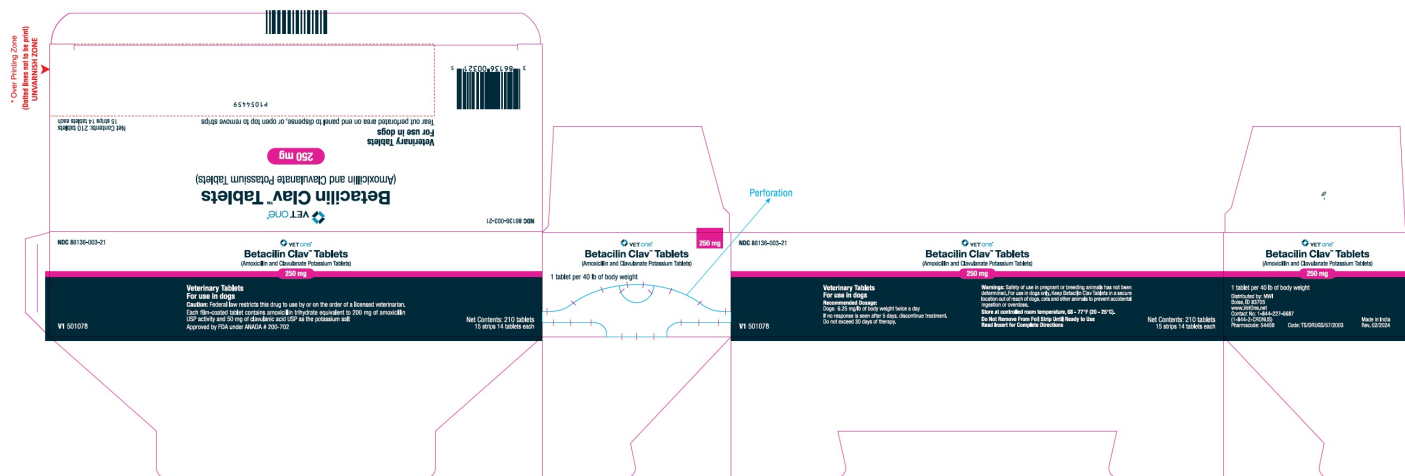 * Over Printing Zone
(Dotted lines not to be print)
UNVARNISH ZONE
3 86136 00321 5
P1054459
Tear out perforated area on end panel to dispense, or open top to remove strips
Net Contents: 210 tablets
15 strips 14 tablets each
For use in dogs
Veterinary Tablets
250 mg
(Amoxicillin and Clavulanate Potassium Tablets)
Betacilin Clav™ Tablets
VET one®
NDC 86136-003-21
NDC 86136-003-21
VET one®
Betacilin Clav™ Tablets
(Amoxicillin and Clavulanate Potassium Tablets)
250 mg
Veterinary Tablets
For use in dogs
Caution: Federal law restricts this drug to use by or on the order of a licensed veterinarian.
Each film-coated tablet contains amoxicillin trihydrate equivalent to 200 mg of amoxicillin
USP activity and 50 mg of clavulanic acid USP as the potassium salt
Approved by FDA under ANADA # 200-702
V1 501078
Net Contents: 210 tablets
15 strips 14 tablets each
Perforation
250 mg
VET one®
Betacilin Clav™ Tablets
(Amoxicillin and Clavulanate Potassium Tablets)
1 tablet per 40 lb of body weight
NDC 86136-003-21
VET one®
Betacilin Clav™ Tablets
(Amoxicillin and Clavulanate Potassium Tablets)
250 mg
Veterinary Tablets
For use in dogs
Recommended Dosage:
Dogs: 6.25 mg/lb of body weight twice a day
If no response is seen after 5 days, discontinue treatment.
Do not exceed 30 days of therapy.
V1 501078
Warnings: Safety of use in pregnant or breeding animals has not been
determined. For use in dogs only. Keep Betacilin Clav Tablets in a secure
location out of reach of dogs, cats and other animals to prevent accidental
ingestion or overdose.
Store at controlled room temperature, 68 - 77°F (20 - 25°C).
Do Not Remove From Foil Strip Until Ready to Use
Read Insert for Complete Directions
Net Contents: 210 tablets
15 strips 14 tablets each
VET one®
Betacilin Clav™ Tablets
(Amoxicillin and Clavulanate Potassium Tablets)
250 mg
1 tablet per 40 lb of body weight
Distributed by: MWI
Boise, ID 83705
www.VetOne.net
Contact No: 1-844-227-6687
(1-844-2-CRONUS)
Pharmacode: 54459
Code: TS/DRUGS/57/2003
Made in India
Rev. 02/2024